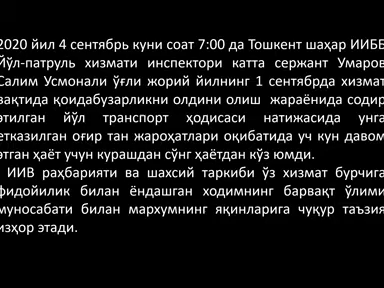 2020 йил 4 сентябрь куни соат 7:00 да Тошкент шаҳар ИИББ
Йўл-патруль хизмати инспектори катта сержант Умаров
Салим Усмонали ўғли жорий йилнинг 1 сентябрда хизмат
вақтида қоидабузарликни олдини олиш жараёнида содир
этилган йўл транспорт ҳодисаси натижасида унга
етказилган оғир тан жароҳатлари оқибатида уч кун давом
этган ҳаёт учун курашдан сўнг ҳаётдан кўз юмди.
ИИВ раҳбарияти ва шахсий таркиби ўз хизмат бурчига
фидойилик билан ёндашган ходимнинг барвақт ўлими
муносабати билан мархумнинг яқинларига чуқур таъзия
изҳор этади.